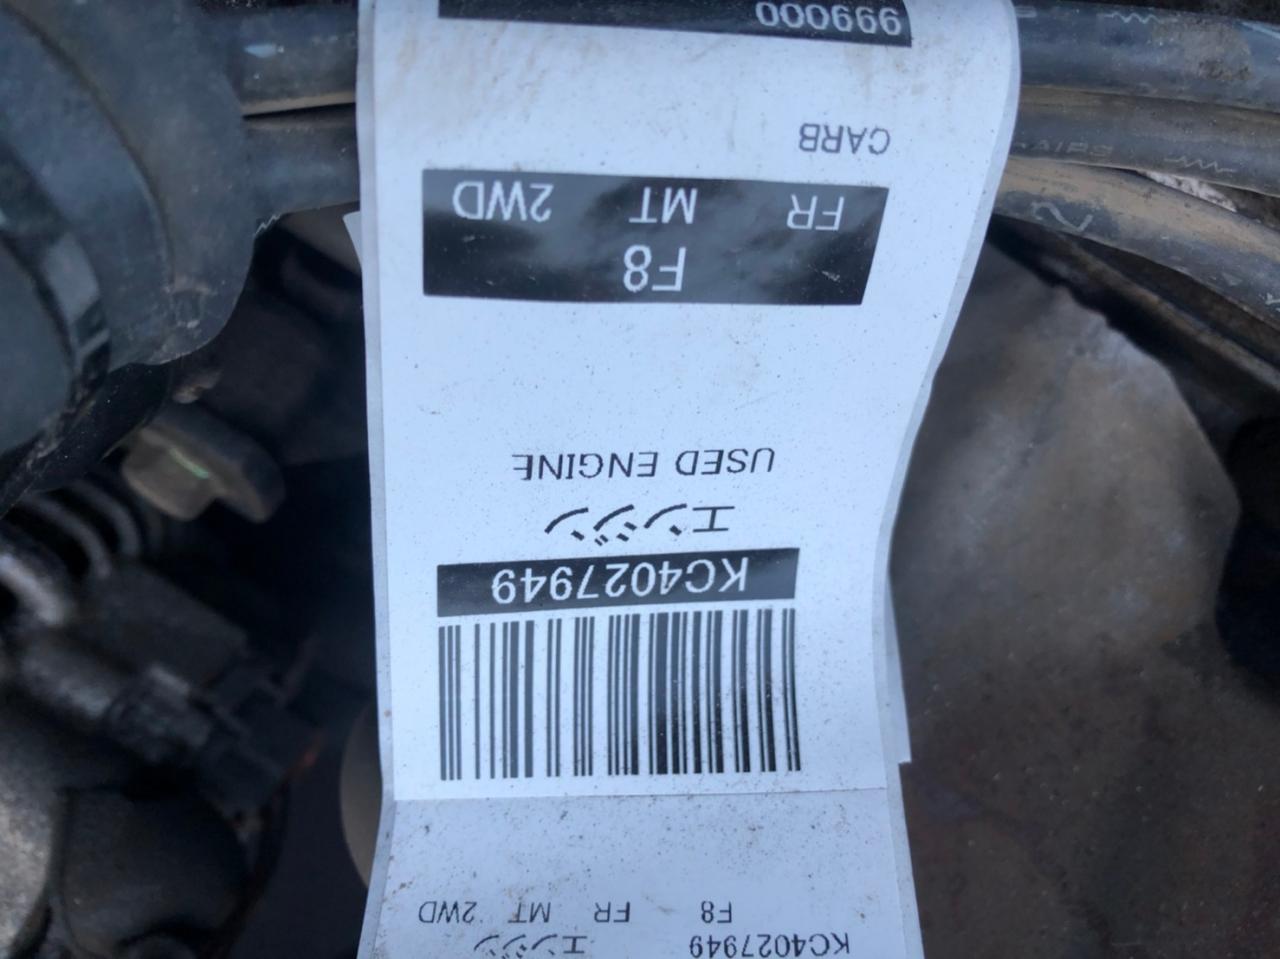 KC4027949 エンジン
F8 FR MT 2WD
KC4027949
エンジン
USED ENGINE
F8
FR MT 2WD
CARB
999000